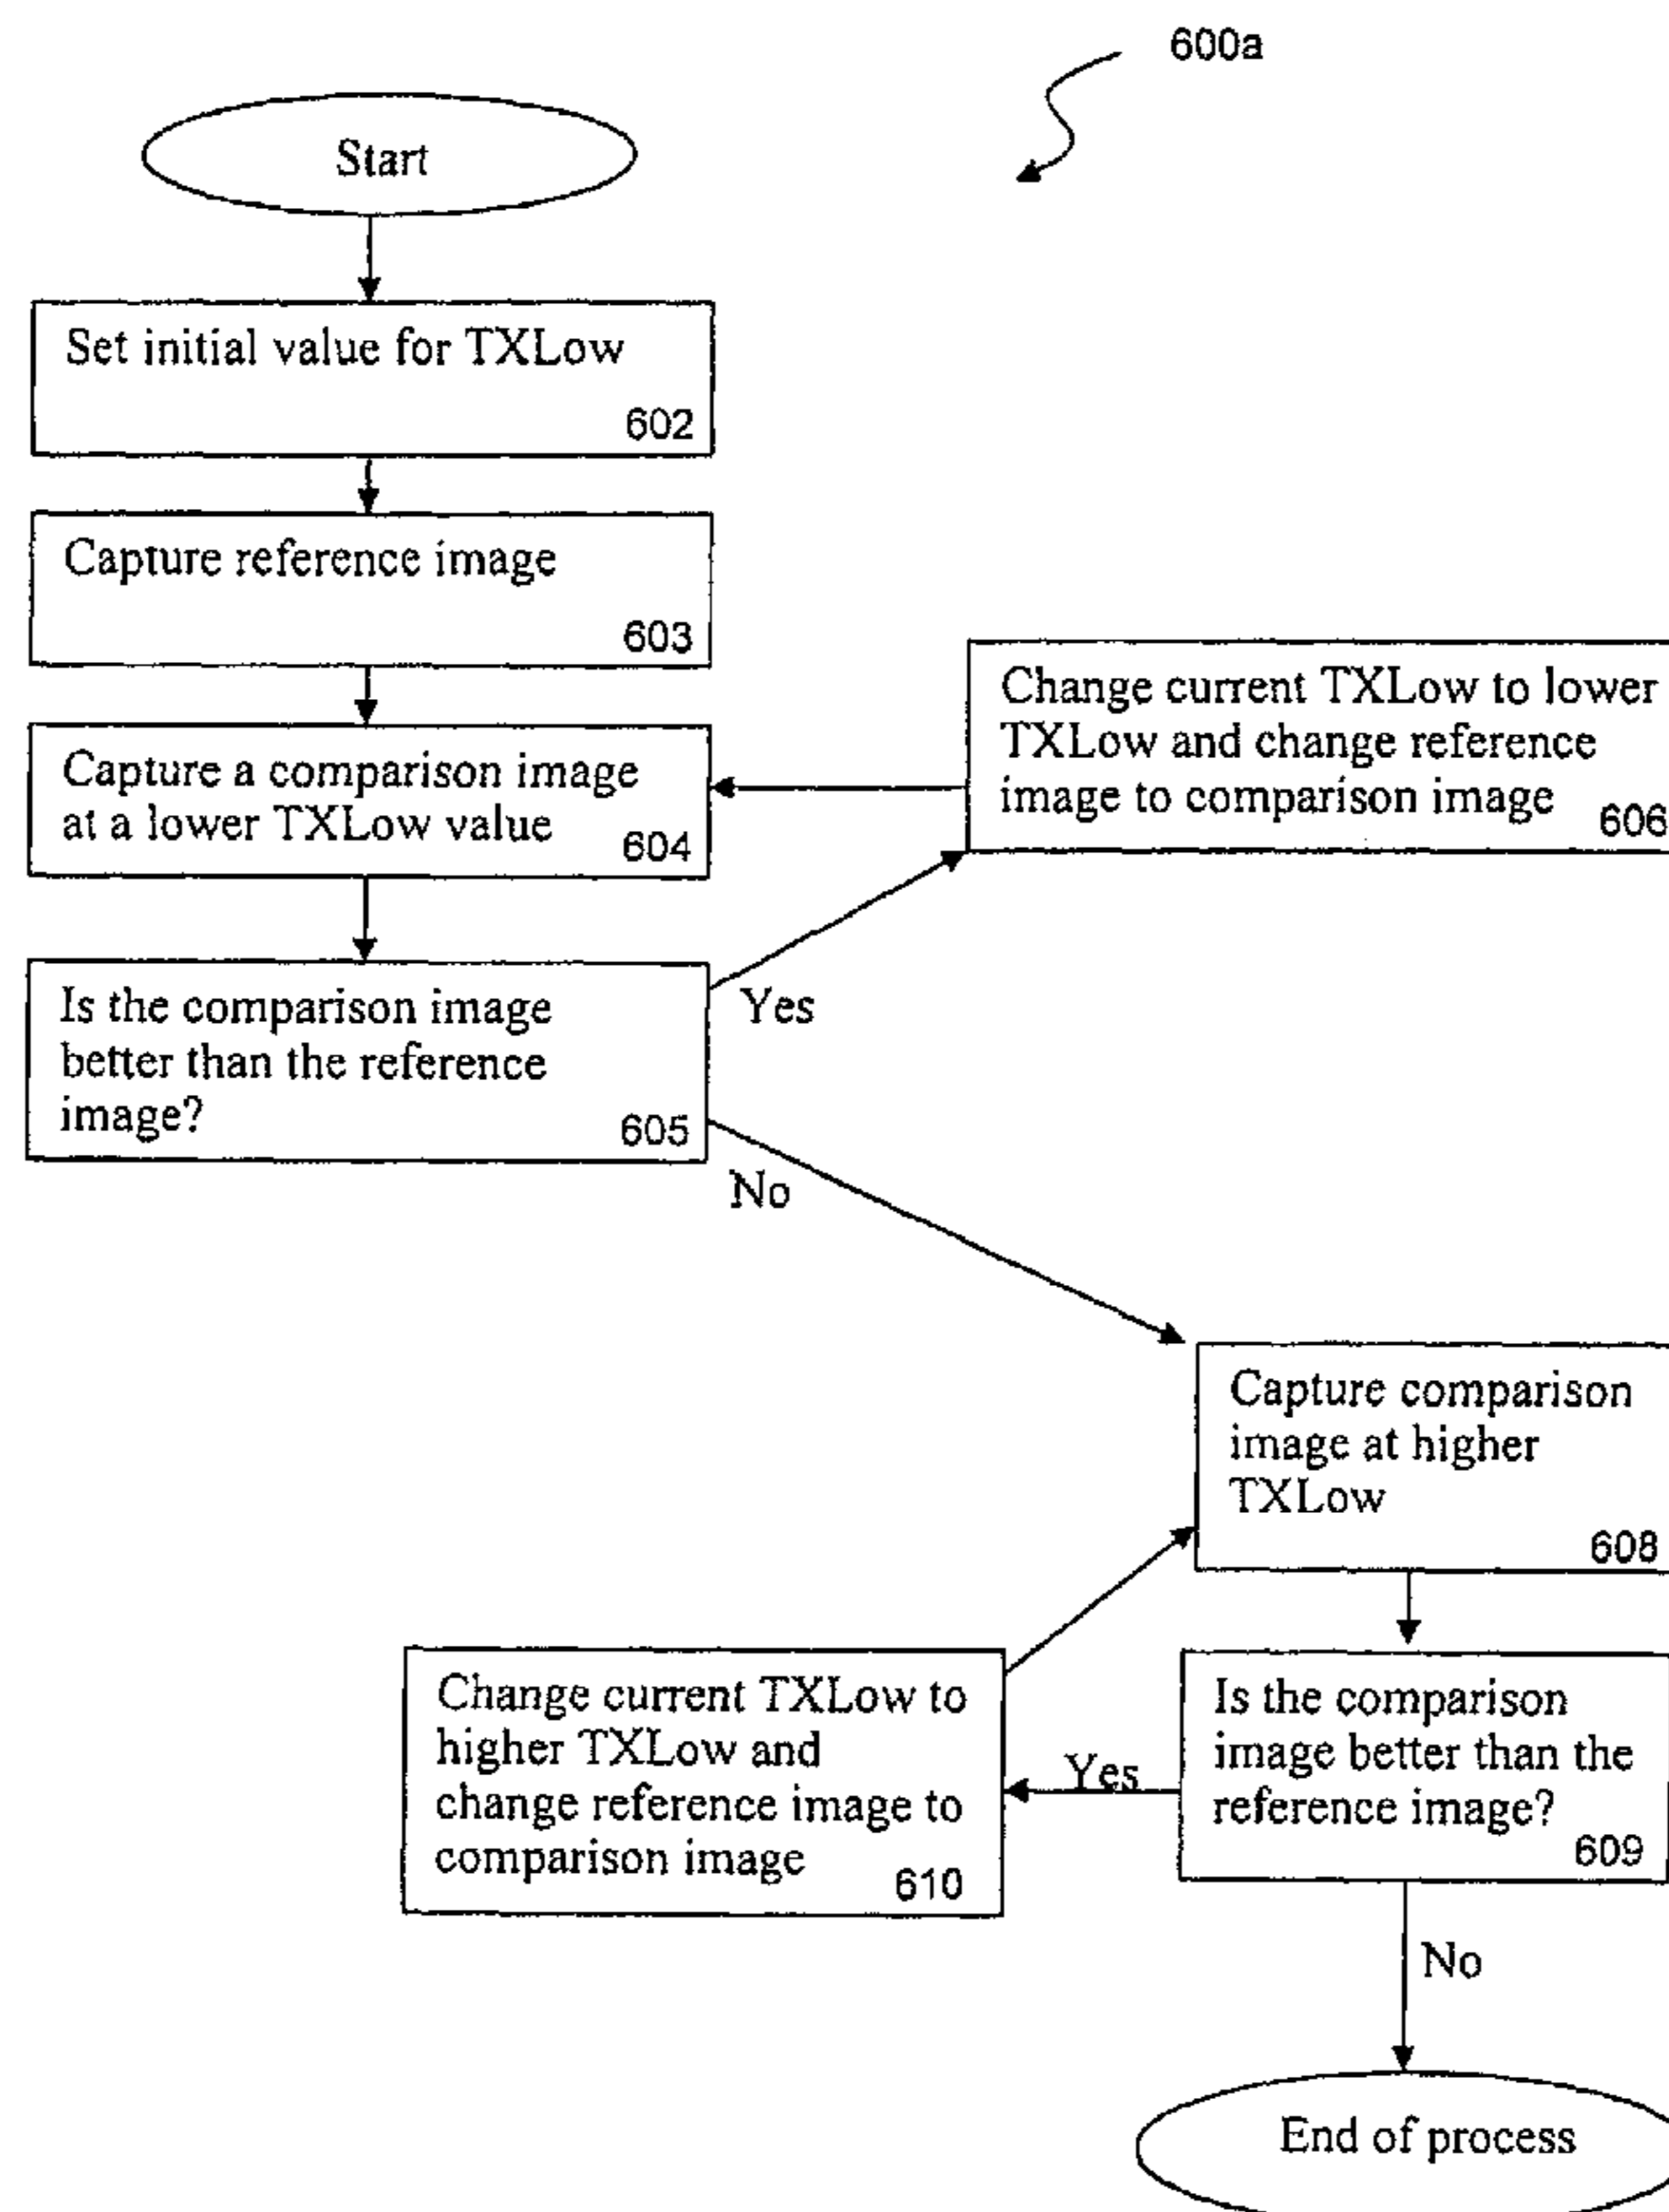 600a
Start
Set initial value for TXLow
602
Capture reference image
603
Change current TXLow to lower
TXLow and change reference
image to comparison image
606
Capture a comparison image
at a lower TXLow value
604
Is the comparison image
better than the reference
image?
605
Yes
No
Capture comparison
image at higher
TXLow
608
Change current TXLow to
higher TXLow and
change reference image to
comparison image
610
Yes
Is the comparison
image better than the
reference image?
609
No
End of process